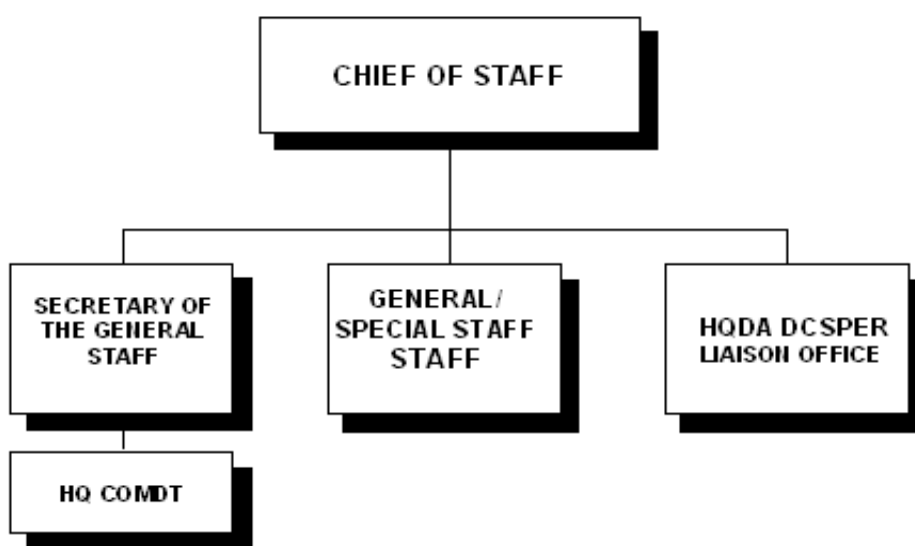 CHIEF OF STAFF
SECRETARY OF
THE GENERAL
STAFF
GENERAL/
SPECIAL STAFF
STAFF
HQDA DCSPER
LIAISON OFFICE
HQ COMDT